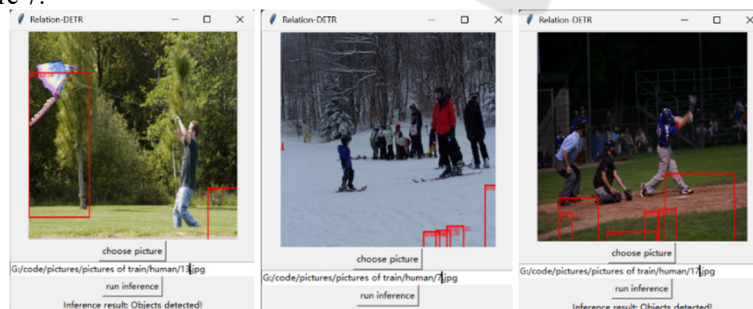 Relation-DETR
choose picture
G:/code/pictures/pictures of train/human/13.jpg
run inference
Inference result: Objects detected!
Relation-DETR
choose picture
G:/code/pictures/pictures of train/human/7.jpg
run inference
Relation-DETR
choose picture
G:/code/pictures/pictures of train/human/17.jpg
run inference
Inference result: Objects detected!